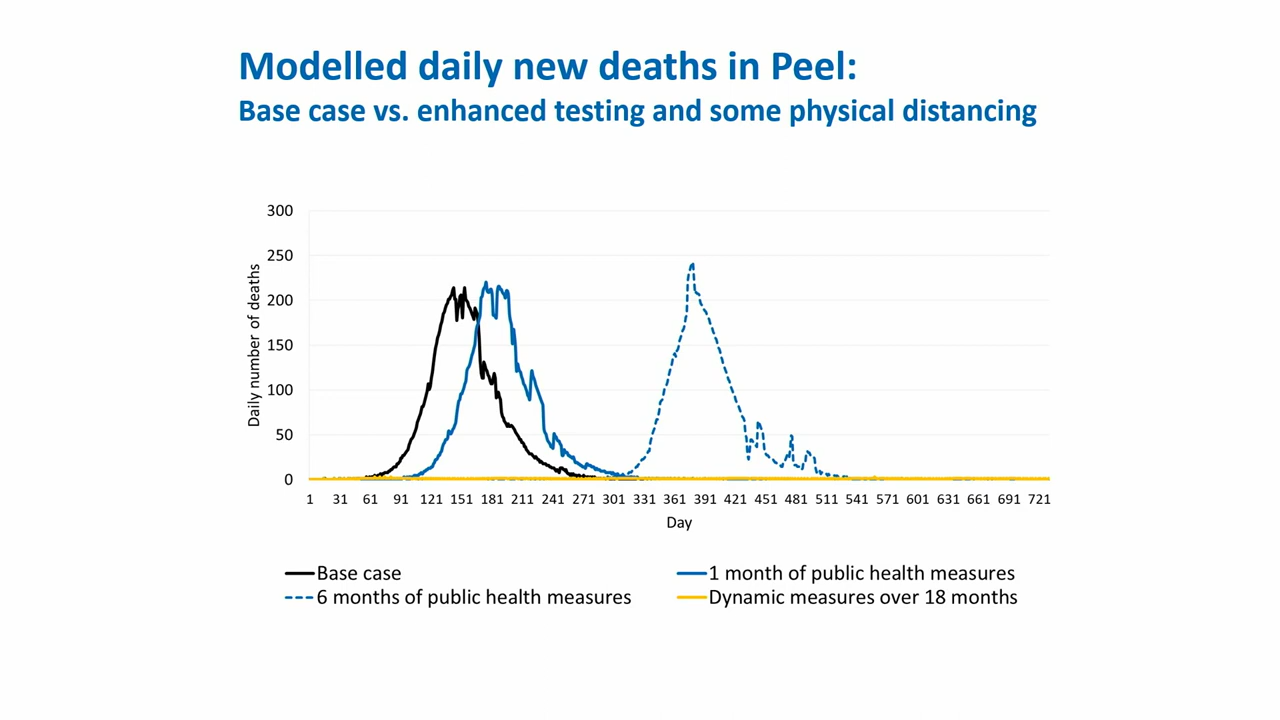 Modelled daily new deaths in Peel:
Base case vs. enhanced testing and some physical distancing
Daily number of deaths
300
250
200
150
100
50
0
1 31 61 91 121 151 181 211 241 271 301 331 361 391 421 451 481 511 541 571 601 631 661 691 721
Day
Base case
1 month of public health measures
6 months of public health measures
Dynamic measures over 18 months